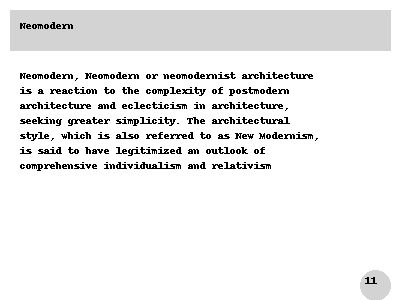 Neomodern
Neomodern, Neomodern or neomodernist architecture
is a reaction to the complexity of postmodern
architecture and eclecticism in architecture,
seeking greater simplicity. The architectural
style, which is also referred to as New Modernism,
is said to have legitimized an outlook of
comprehensive individualism and relativism
11